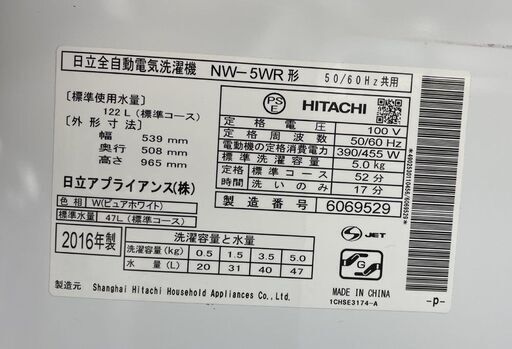 日立全自動電気洗濯機 NW-5WR形 50/60Hz共用
[標準使用水量]
122 L (標準コース)
[外形寸法]
幅 539 mm
奥行 508 mm
高さ 965 mm
日立アプライアンス(株)
色相 W(ピュアホワイト)
標準水量 47L(標準コース)
PS
E
HITACHI
定格電圧 100 V
定格周波数 50/60 Hz
電動機の定格消費電力 390/455 W
標準洗濯容量 5.0kg
定格時間 標準コース 52分
洗いのみ 17分
製造番号 6069529
2016年製
洗濯容量と水量
洗濯容量(kg) 0.5 1.5 3.5 5.0
水量(L) 20 31 40 47
S JET
G
製造元 Shanghai Hitachi Household Appliances Co.,Ltd.
MADE IN CHINA
1CHSE3174-A
-p-